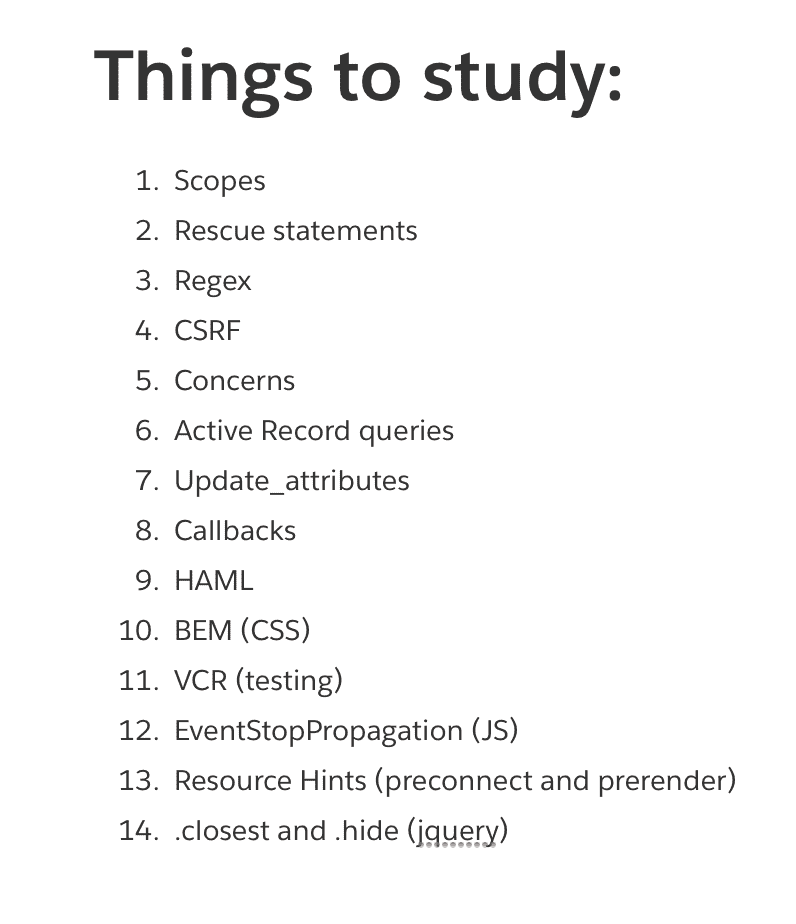 Things to study:
1. Scopes
2. Rescue statements
3. Regex
4. CSRF
5. Concerns
6. Active Record queries
7. Update_attributes
8. Callbacks
9. HAML
10. BEM (CSS)
11. VCR (testing)
12. EventStopPropagation (JS)
13. Resource Hints (preconnect and prerender)
14. .closest and .hide (jquery)